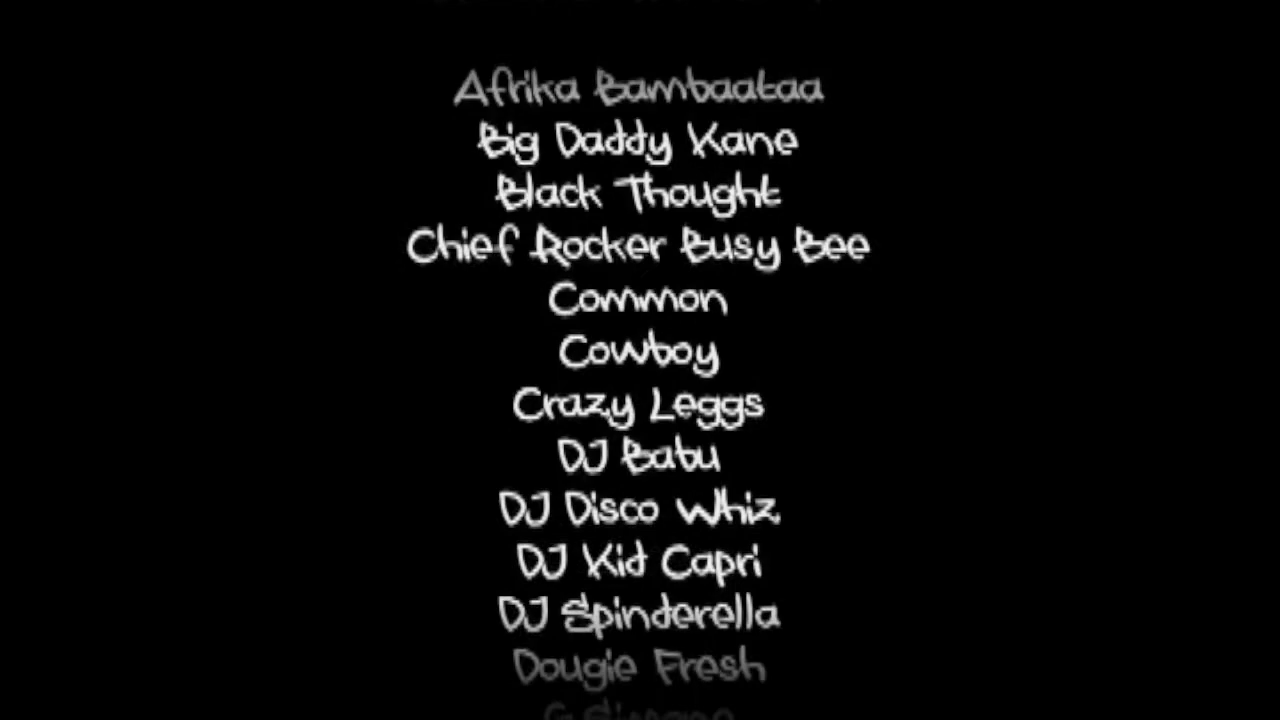 Afrika Bambaataa
Big Daddy Kane
Black Thought
Chief Rocker Busy Bee
Common
Cowboy
Crazy Leggs
DJ Babu
DJ Disco Whiz
DJ Kid Capri
DJ Spinderella
Dougie Fresh